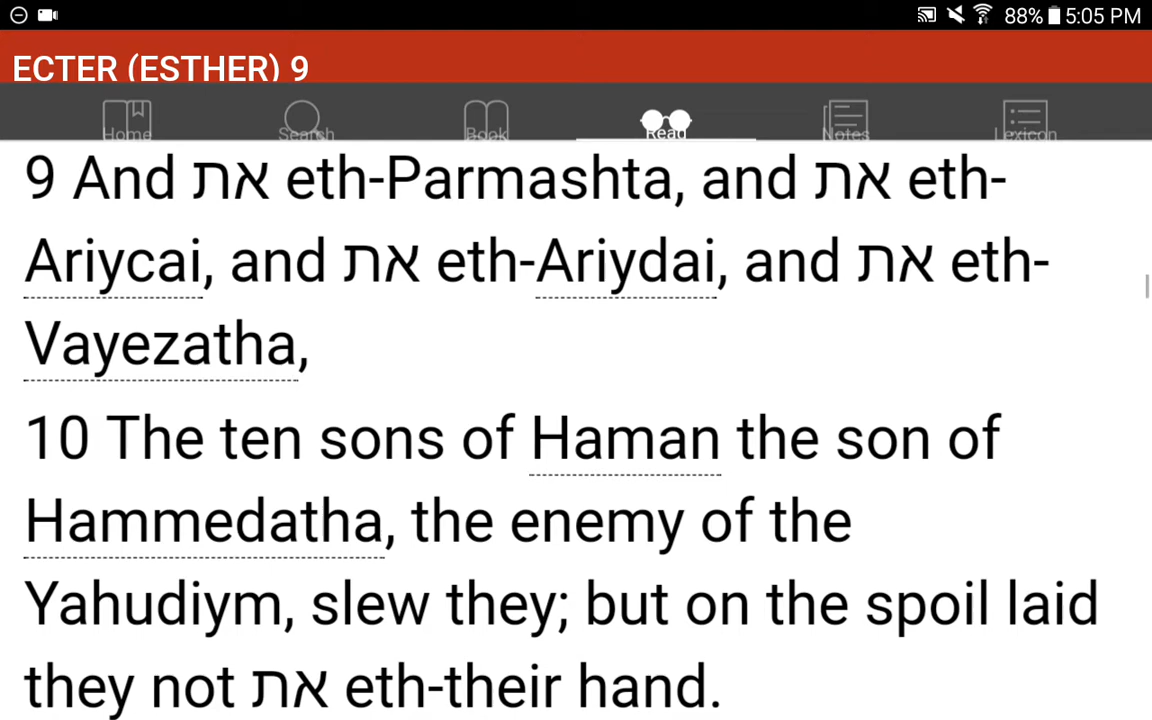 88% 5:05 PM
ECTER (ESTHER) 9
Home Search Book Read Notes Lexicon
9 And את eth-Parmashta, and את eth-
Ariycai, and את eth-Ariydai, and את eth-
Vayezatha,
10 The ten sons of Haman the son of
Hammedatha, the enemy of the
Yahudiym, slew they; but on the spoil laid
they not את eth-their hand.